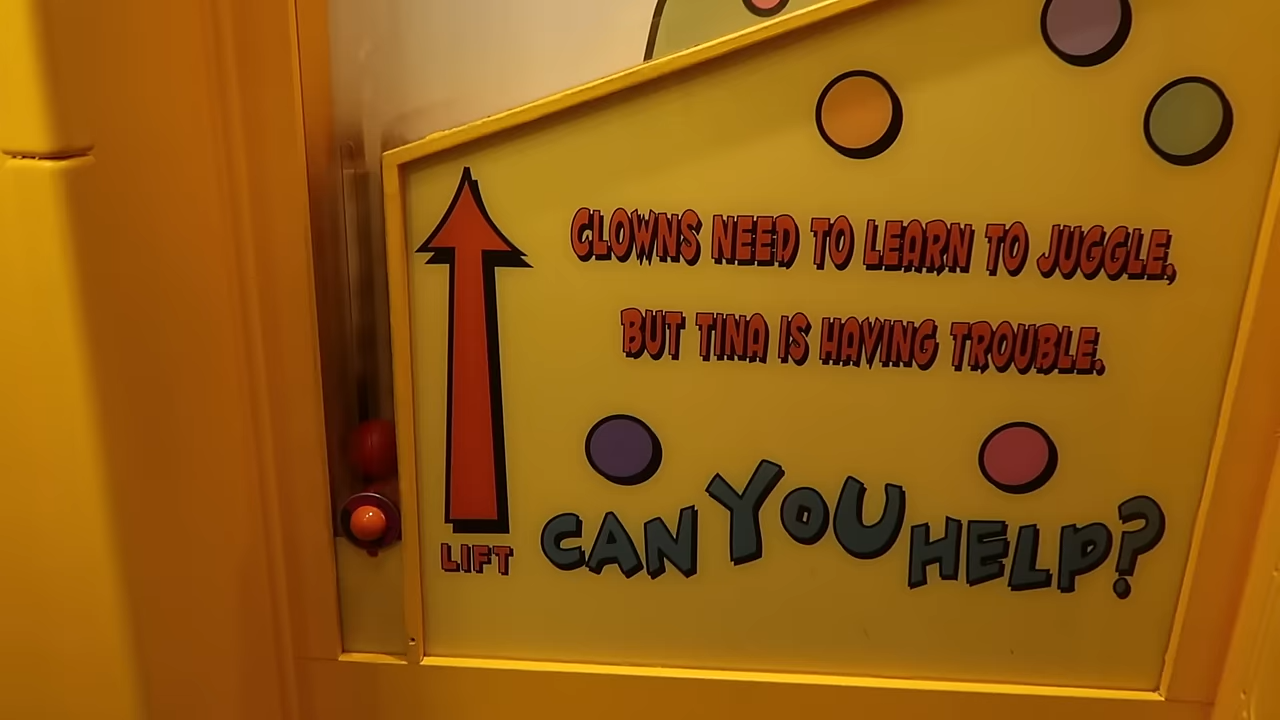 CLOWNS NEED TO LEARN TO JUGGLE,
BUT TINA IS HAVING TROUBLE.
CAN YOU HELP?
LIFT